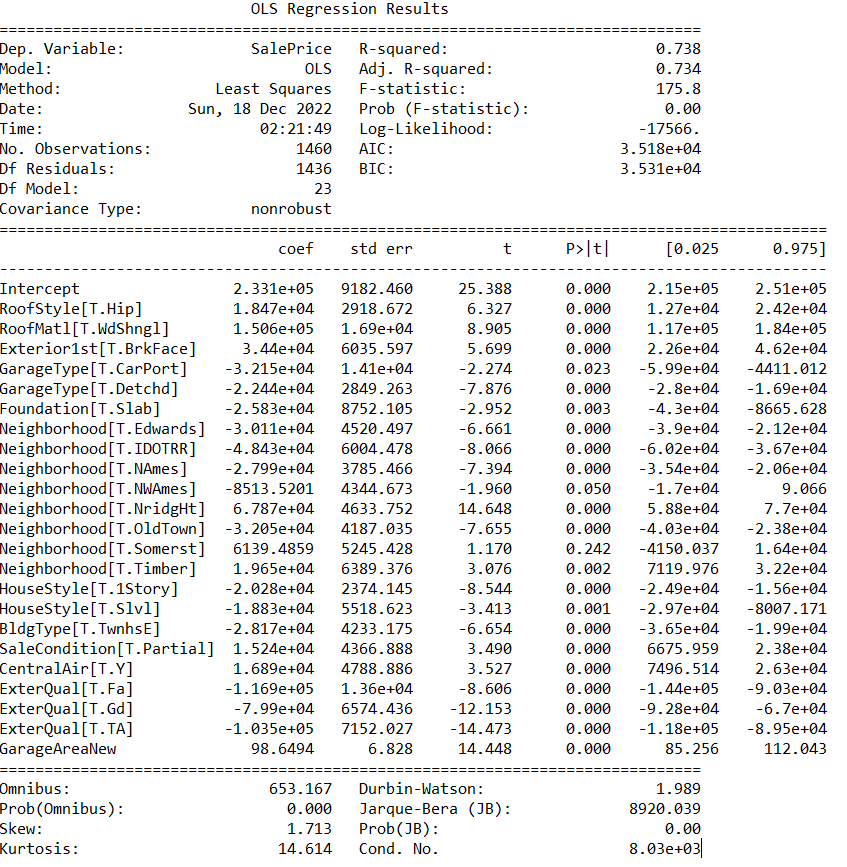 OLS Regression Results
==============================================================================
Dep. Variable: SalePrice R-squared: 0.738
Model: OLS Adj. R-squared: 0.734
Method: Least Squares F-statistic: 175.8
Date: Sun, 18 Dec 2022 Prob (F-statistic): 0.00
Time: 02:21:49 Log-Likelihood: -17566.
No. Observations: 1460 AIC: 3.518e+04
Df Residuals: 1436 BIC: 3.531e+04
Df Model: 23
Covariance Type: nonrobust
============================================================================================
coef std err t P>|t| [0.025 0.975]
--------------------------------------------------------------------------------------------
Intercept 2.331e+05 9182.460 25.388 0.000 2.15e+05 2.51e+05
RoofStyle[T.Hip] 1.847e+04 2918.672 6.327 0.000 1.27e+04 2.42e+04
RoofMatl[T.WdShngl] 1.506e+05 1.69e+04 8.905 0.000 1.17e+05 1.84e+05
Exterior1st[T.BrkFace] 3.44e+04 6035.597 5.699 0.000 2.26e+04 4.62e+04
GarageType[T.CarPort] -3.215e+04 1.41e+04 -2.274 0.023 -5.99e+04 -4411.012
GarageType[T.Detchd] -2.244e+04 2849.263 -7.876 0.000 -2.8e+04 -1.69e+04
Foundation[T.Slab] -2.583e+04 8752.105 -2.952 0.003 -4.3e+04 -8665.628
Neighborhood[T.Edwards] -3.011e+04 4520.497 -6.661 0.000 -3.9e+04 -2.12e+04
Neighborhood[T.IDOTRR] -4.843e+04 6004.478 -8.066 0.000 -6.02e+04 -3.67e+04
Neighborhood[T.NAmes] -2.799e+04 3785.466 -7.394 0.000 -3.54e+04 -2.06e+04
Neighborhood[T.NWAmes] -8513.5201 4344.673 -1.960 0.050 -1.7e+04 9.066
Neighborhood[T.NridgHt] 6.787e+04 4633.752 14.648 0.000 5.88e+04 7.7e+04
Neighborhood[T.OldTown] -3.205e+04 4187.035 -7.655 0.000 -4.03e+04 -2.38e+04
Neighborhood[T.Somerst] 6139.4859 5245.428 1.170 0.242 -4150.037 1.64e+04
Neighborhood[T.Timber] 1.965e+04 6389.376 3.076 0.002 7119.976 3.22e+04
HouseStyle[T.1Story] -2.028e+04 2374.145 -8.544 0.000 -2.49e+04 -1.56e+04
HouseStyle[T.Slvl] -1.883e+04 5518.623 -3.413 0.001 -2.97e+04 -8007.171
BldgType[T.TwnhsE] -2.817e+04 4233.175 -6.654 0.000 -3.65e+04 -1.99e+04
SaleCondition[T.Partial] 1.524e+04 4366.888 3.490 0.000 6675.959 2.38e+04
CentralAir[T.Y] 1.689e+04 4788.886 3.527 0.000 7496.514 2.63e+04
ExterQual[T.Fa] -1.169e+05 1.36e+04 -8.606 0.000 -1.44e+05 -9.03e+04
ExterQual[T.Gd] -7.99e+04 6574.436 -12.153 0.000 -9.28e+04 -6.7e+04
ExterQual[T.TA] -1.035e+05 7152.027 -14.473 0.000 -1.18e+05 -8.95e+04
GarageAreaNew 98.6494 6.828 14.448 0.000 85.256 112.043
==============================================================================
Omnibus: 653.167 Durbin-Watson: 1.989
Prob(Omnibus): 0.000 Jarque-Bera (JB): 8920.039
Skew: 1.713 Prob(JB): 0.00
Kurtosis: 14.614 Cond. No. 8.03e+03